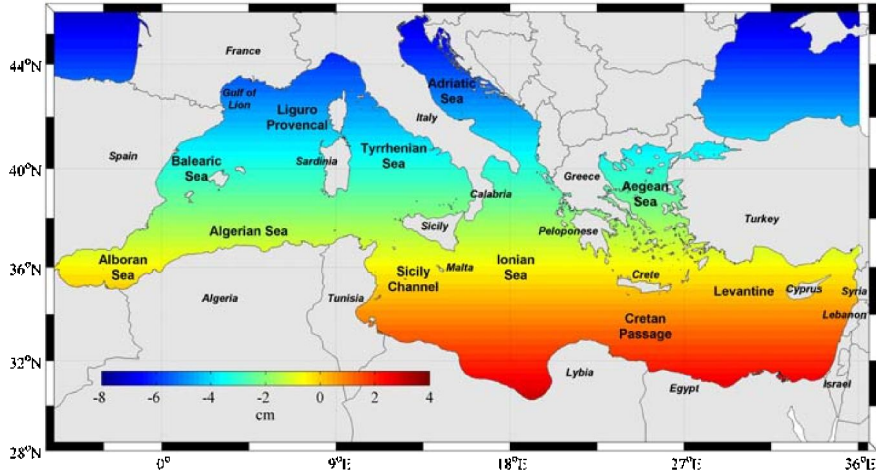 44°N
40°N
36°N
32°N
28°N
France
Gulf of
Lion
Liguro
Provencal
Adriatic
Sea
Italy
Spain
Balearic
Sea
Sardinia
Tyrrhenian
Sea
Calabria
Greece
Aegean
Sea
Turkey
Algerian Sea
Sicily
Peloponese
Alboran
Sea
Sicily
Channel
Malta
Ionian
Sea
Crete
Levantine
Cyprus
Syria
Algeria
Tunisia
Cretan
Passage
Lebanon
Lybia
Egypt
Israel
-8 -6 -4 -2 0 2 4
cm
0° 9°E 18°E 27°E 36°E